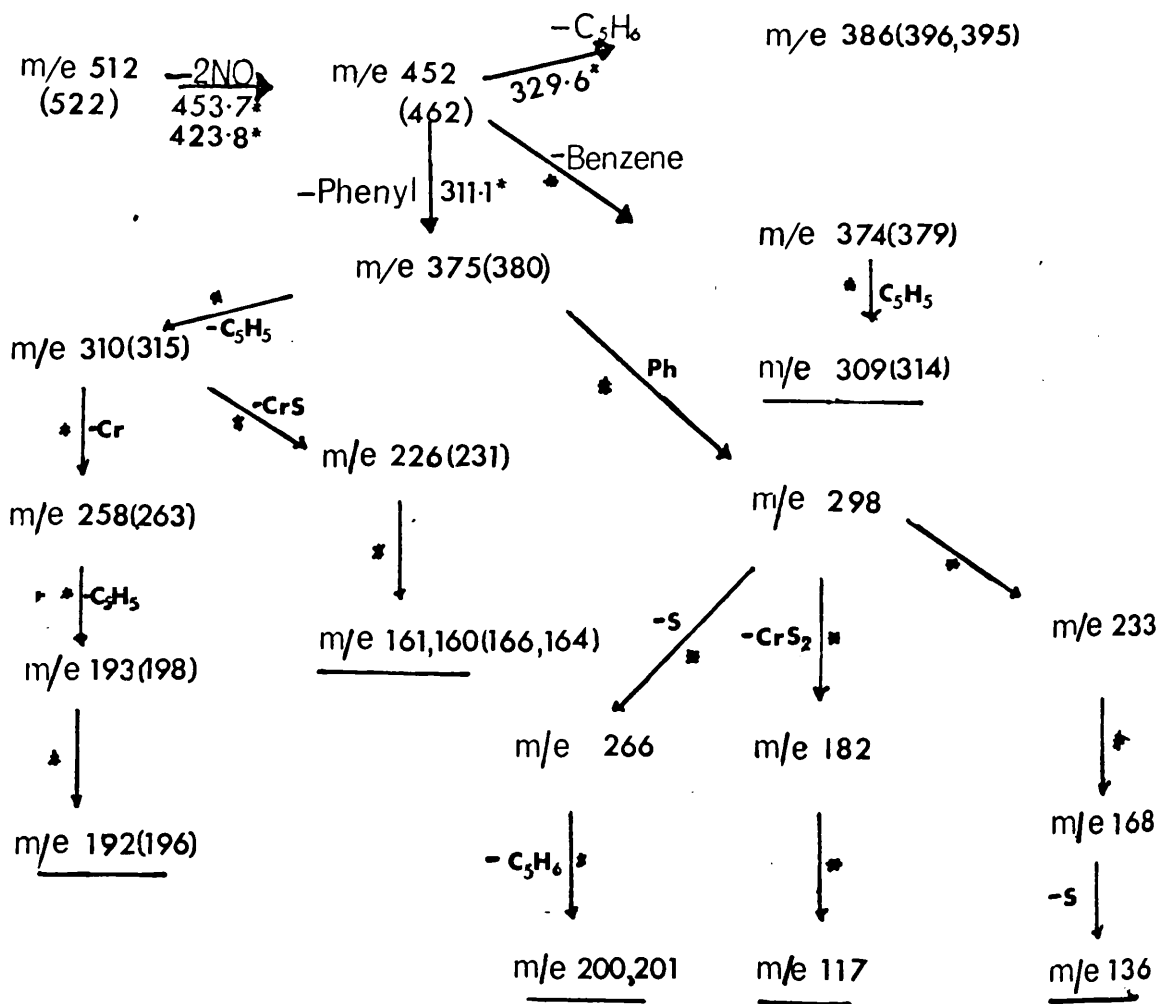 -C₅H₆
m/e 386(396,395)
m/e 512
(522)
-2NO
453·7*
423·8*
m/e 452
(462)
329·6*
-Benzene
*
-Phenyl 311·1*
m/e 374(379)
m/e 375(380)
* C₅H₅
*
-C₅H₅
m/e 310(315)
Ph
*
m/e 309(314)
* -Cr
-CrS
*
m/e 226(231)
m/e 258(263)
m/e 298
*
*
* -C₅H₅
m/e 161,160(166,164)
-S
*
-CrS₂ *
m/e 233
m/e 193(198)
*
m/e 266
m/e 182
*
m/e 192(196)
m/e 168
- C₅H₆ *
*
-S
m/e 200,201
m/e 117
m/e 136